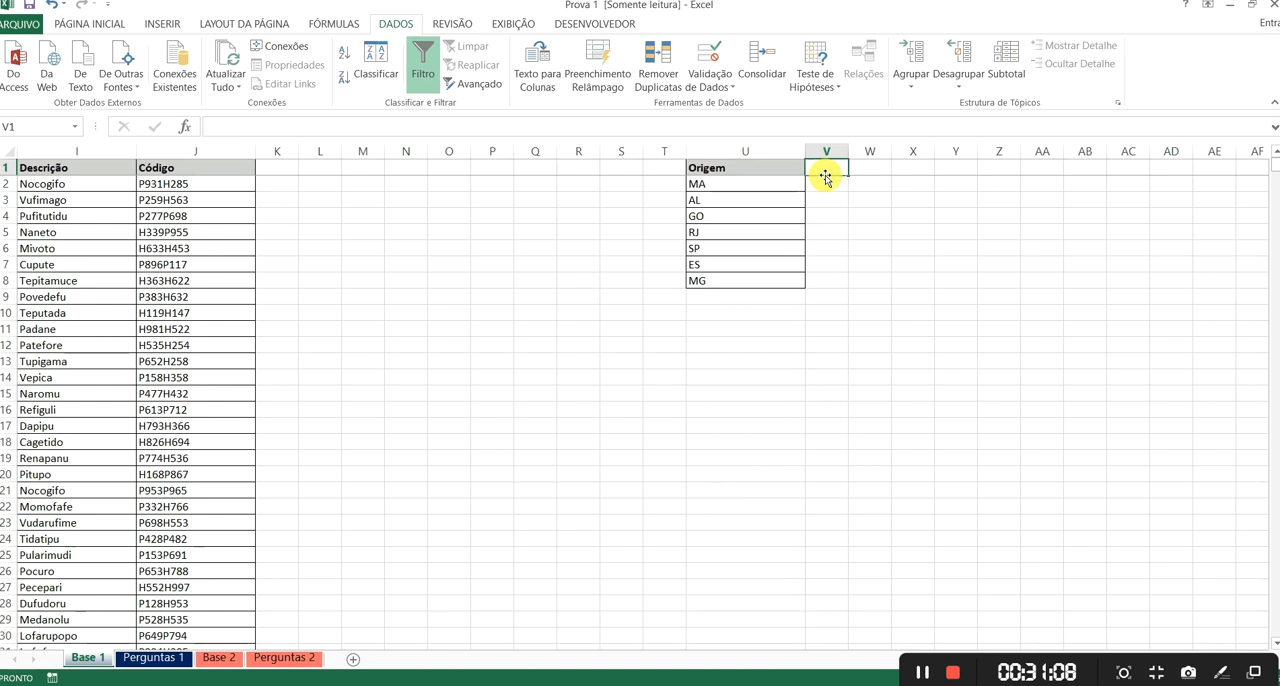 Prova 1 [Somente leitura] - Excel
?
ARQUIVO PÁGINA INICIAL INSERIR LAYOUT DA PÁGINA FÓRMULAS DADOS REVISÃO EXIBIÇÃO DESENVOLVEDOR Entra
Do Access
Da Web
De Texto
De Outras Fontes
Conexões Existentes
Obter Dados Externos
Atualizar Tudo
Conexões
Propriedades
Editar Links
Conexões
Classificar
Filtro
Limpar
Reaplicar
Avançado
Classificar e Filtrar
Texto para Colunas
Preenchimento Relâmpago
Remover Duplicatas
Validação de Dados
Consolidar
Teste de Hipóteses
Relações
Ferramentas de Dados
Agrupar
Desagrupar
Subtotal
Mostrar Detalhe
Ocultar Detalhe
Estrutura de Tópicos
V1 fx
I J K L M N O P Q R S T U V W X Y Z AA AB AC AD AE AF
1 Descrição Código Origem
2 Nocogifo P931H285 MA
3 Vufimago P259H563 AL
4 Pufitutidu P277P698 GO
5 Naneto H339P955 RJ
6 Mivoto H633H453 SP
7 Cupute P896P117 ES
8 Tepitamuce H363H622 MG
9 Povedefu P383H632
10 Teputada H119H147
11 Padane H981H522
12 Patefore H535H254
13 Tupigama P652H258
14 Vepica P158H358
15 Naromu P477H432
16 Refiguli P613P712
17 Dapipu H793H366
18 Cagetido H826H694
19 Renapanu P774H536
20 Pitupo H168P867
21 Nocogifo P953P965
22 Momofafe P332H766
23 Vudarufime P698H553
24 Tidatipu P428P482
25 Pularimudi P153P691
26 Pocuro P653H788
27 Pecepari H552H997
28 Dufudoru P128H953
29 Medanolu P528H535
30 Lofarupopo P649P794
Base 1 Perguntas 1 Base 2 Perguntas 2
PRONTO
00:31:08